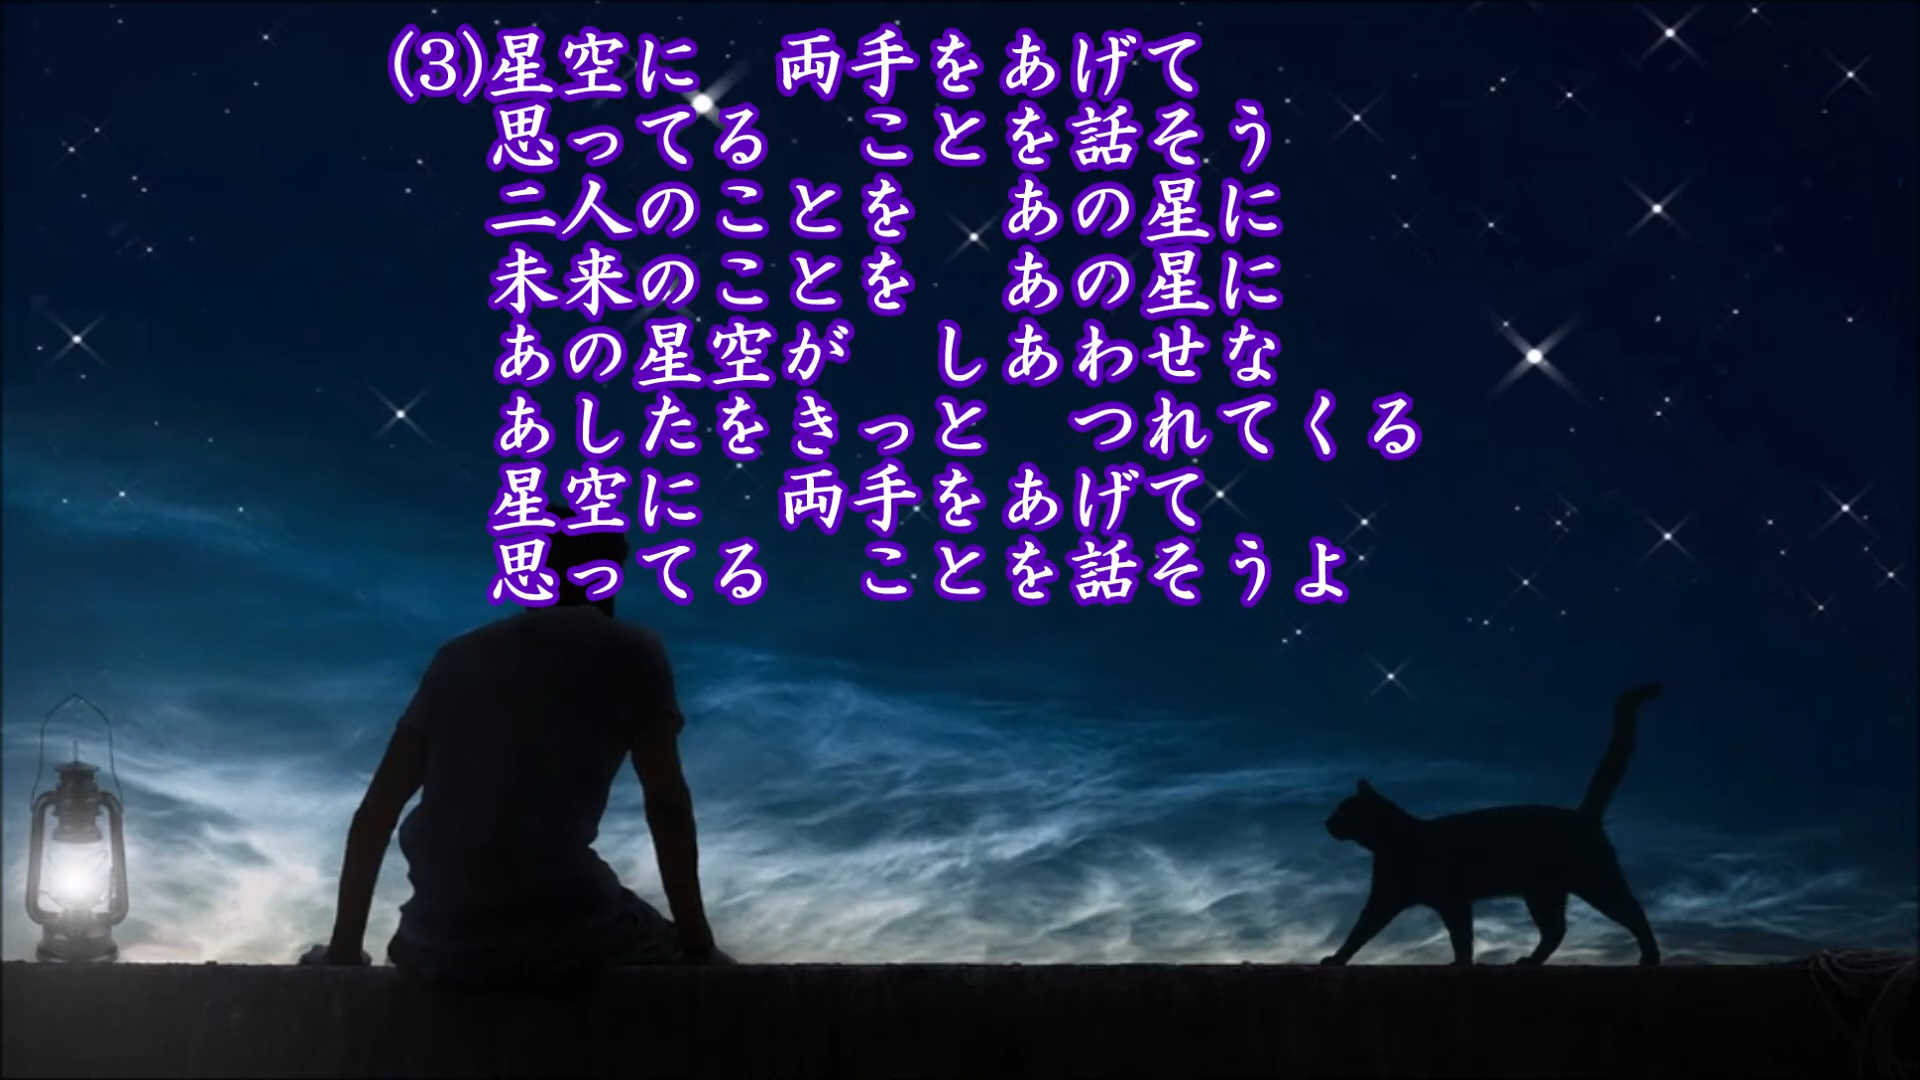 (3)星空に　両手をあげて
思ってる　ことを話そう
二人のことを　あの星に
未来のことを　あの星に
あの星空が　しあわせな
あしたをきっと　つれてくる
星空に　両手をあげて
思ってる　ことを話そうよ